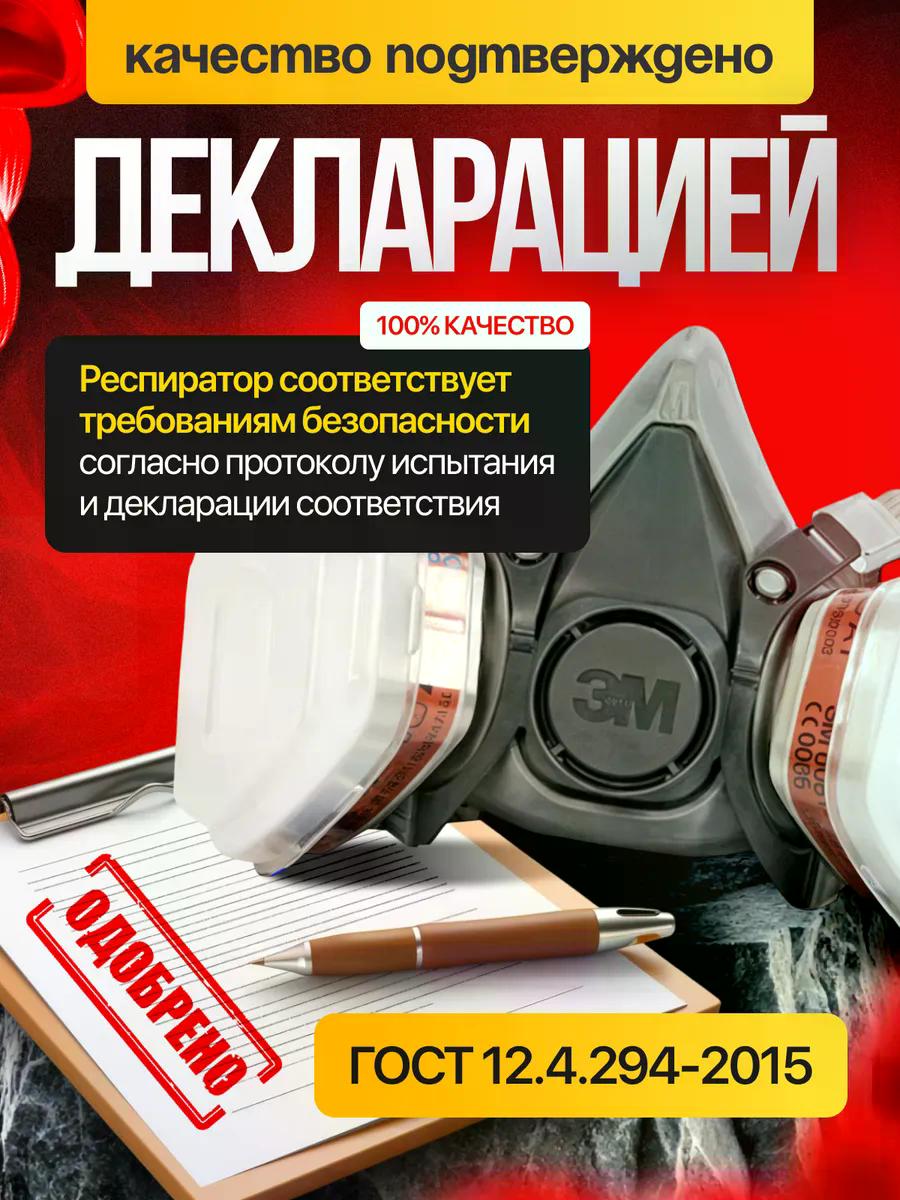 качество подтверждено
ДЕКЛАРАЦИЕЙ
100% КАЧЕСТВО
Респиратор соответствует
требованиям безопасности
согласно протоколу испытания
и декларации соответствия
3M
ОДОБРЕНО
ГОСТ 12.4.294-2015